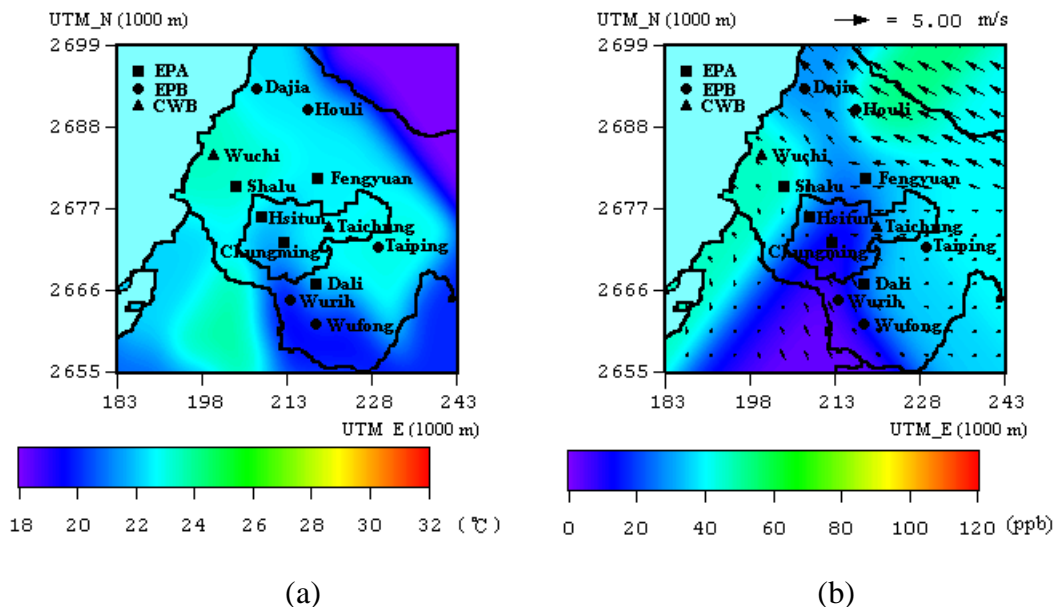 UTM_N (1000 m)
2699
2688
2677
2666
2655
EPA
EPB
CWB
Dajia
Houli
Wuchi
Shalu
Fengyuan
Hsitun
Taichung
Chungming
Taiping
Dali
Wurih
Wufong
183 198 213 228 243
UTM_E (1000 m)
18 20 22 24 26 28 30 32 (℃)
(a)
UTM_N (1000 m)
= 5.00 m/s
2699
2688
2677
2666
2655
EPA
EPB
CWB
Dajia
Houli
Wuchi
Shalu
Fengyuan
Hsitun
Taichung
Chungming
Taiping
Dali
Wurih
Wufong
183 198 213 228 243
UTM_E (1000 m)
0 20 40 60 80 100 120 (ppb)
(b)